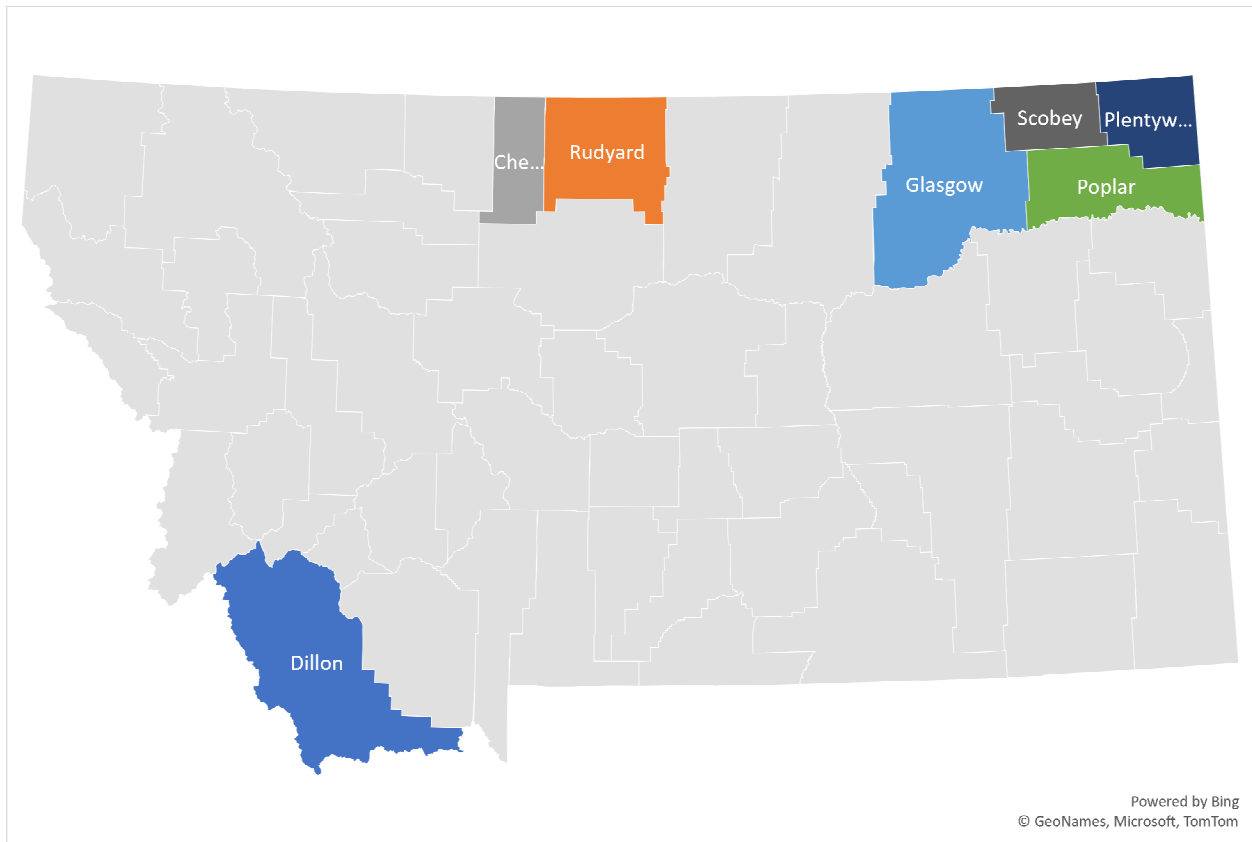 Scobey
Plentyw...
Che...
Rudyard
Glasgow
Poplar
Dillon
Powered by Bing
© GeoNames, Microsoft, TomTom